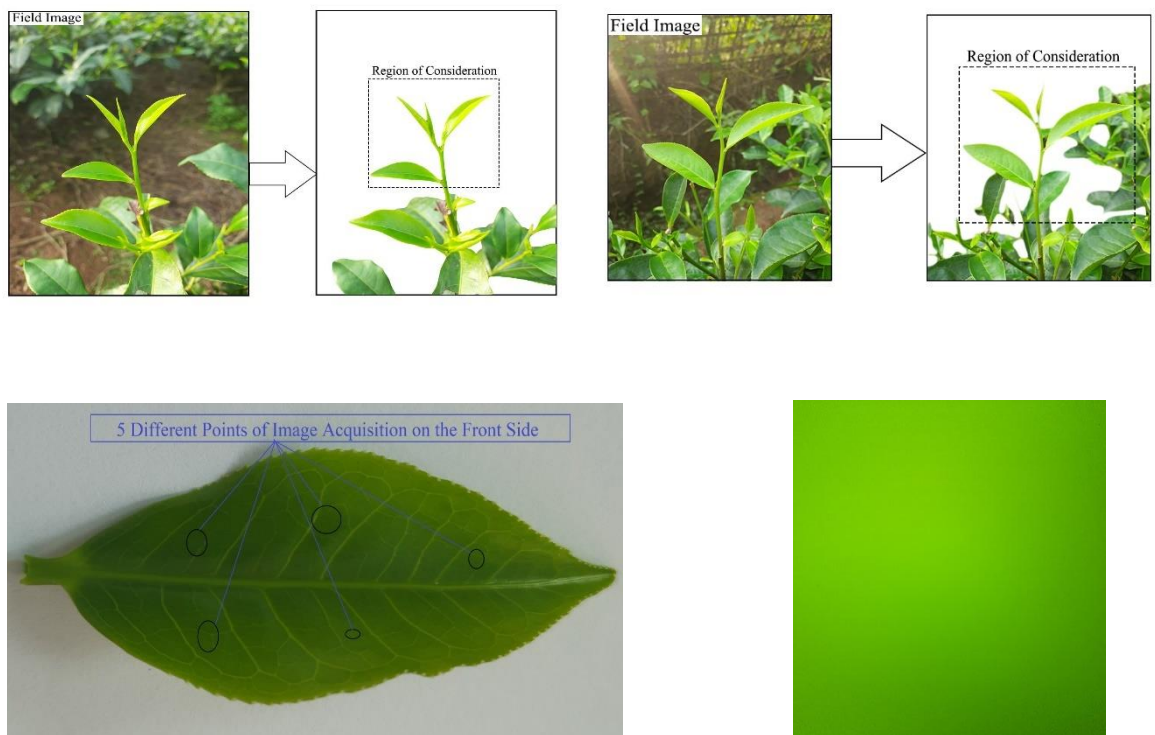 Field Image
Region of Consideration
Field Image
Region of Consideration
5 Different Points of Image Acquisition on the Front Side